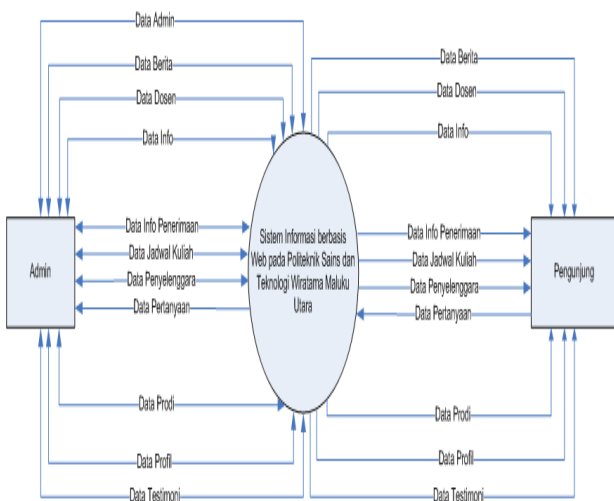 Data Admin
Data Berita
Data Dosen
Data Info
Data Info Penerimaan
Data Jadwal Kuliah
Data Penyelenggara
Data Pertanyaan
Data Prodi
Data Profil
Data Testimoni
Admin
Sistem Informasi berbasis
Web pada Politeknik Sains dan
Teknologi Wiratama Maluku
Utara
Data Berita
Data Dosen
Data Info
Data Info Penerimaan
Data Jadwal Kuliah
Data Penyelenggara
Data Pertanyaan
Data Prodi
Data Profil
Data Testimoni
Pengunjung